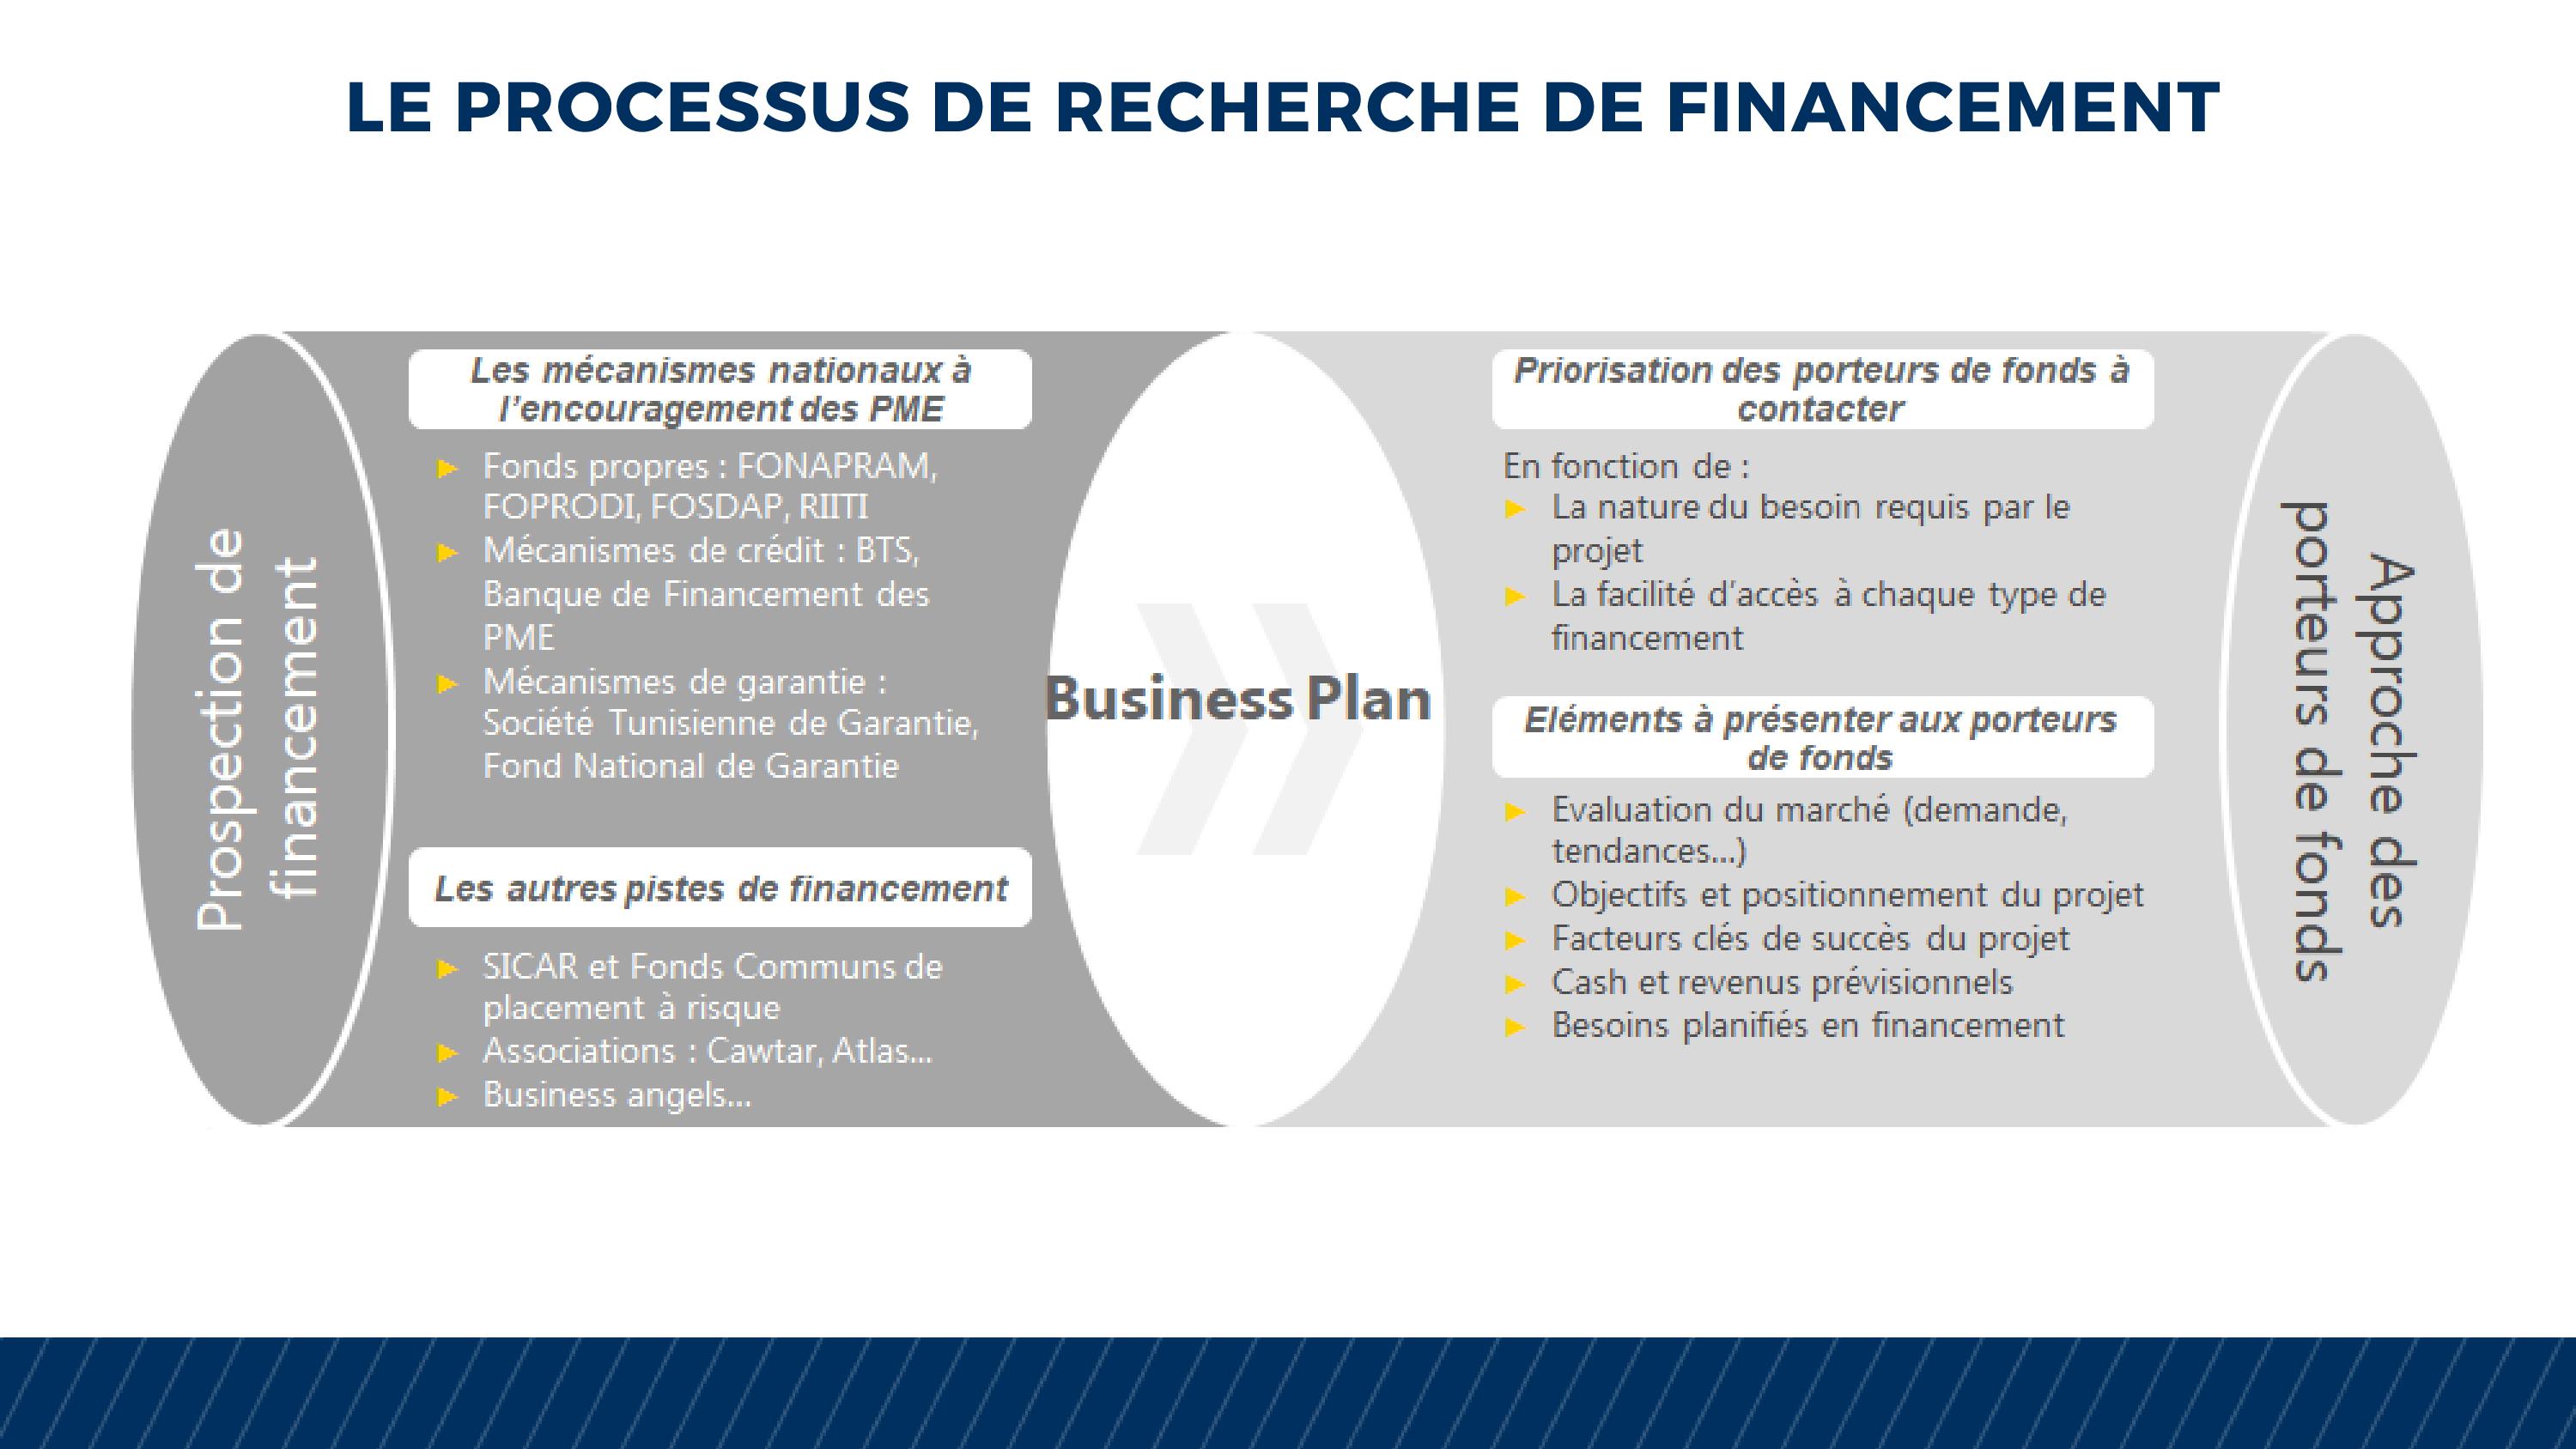 LE PROCESSUS DE RECHERCHE DE FINANCEMENT
Prospection de
financement
Les mécanismes nationaux à
l'encouragement des PME
► Fonds propres : FONAPRAM,
FOPRODI, FOSDAP, RIITI
► Mécanismes de crédit : BTS,
Banque de Financement des
PME
► Mécanismes de garantie :
Société Tunisienne de Garantie,
Fond National de Garantie
Les autres pistes de financement
► SICAR et Fonds Communs de
placement à risque
► Associations : Cawtar, Atlas...
► Business angels...
Business Plan
Priorisation des porteurs de fonds à
contacter
En fonction de :
► La nature du besoin requis par le
projet
► La facilité d'accès à chaque type de
financement
Eléments à présenter aux porteurs
de fonds
► Evaluation du marché (demande,
tendances...)
► Objectifs et positionnement du projet
► Facteurs clés de succès du projet
► Cash et revenus prévisionnels
► Besoins planifiés en financement
Approche des
porteurs de fonds